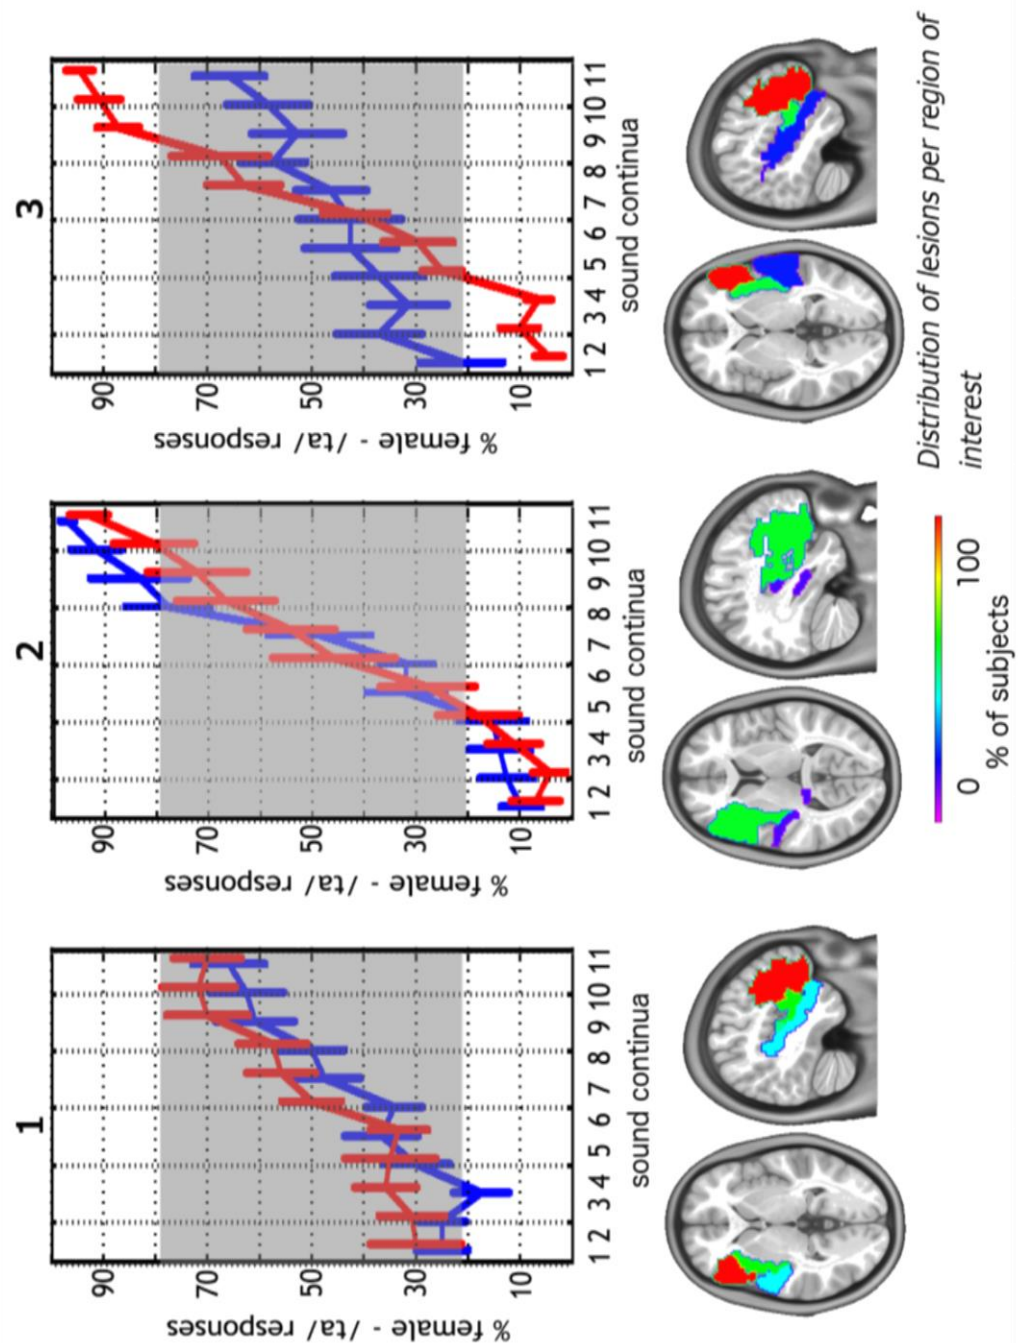 1
% female - /ta/ responses
90
70
50
30
10
1 2 3 4 5 6 7 8 9 10 11
sound continua
2
% female - /ta/ responses
90
70
50
30
10
1 2 3 4 5 6 7 8 9 10 11
sound continua
3
% female - /ta/ responses
90
70
50
30
10
1 2 3 4 5 6 7 8 9 10 11
sound continua
0 100
% of subjects
Distribution of lesions per region of
interest